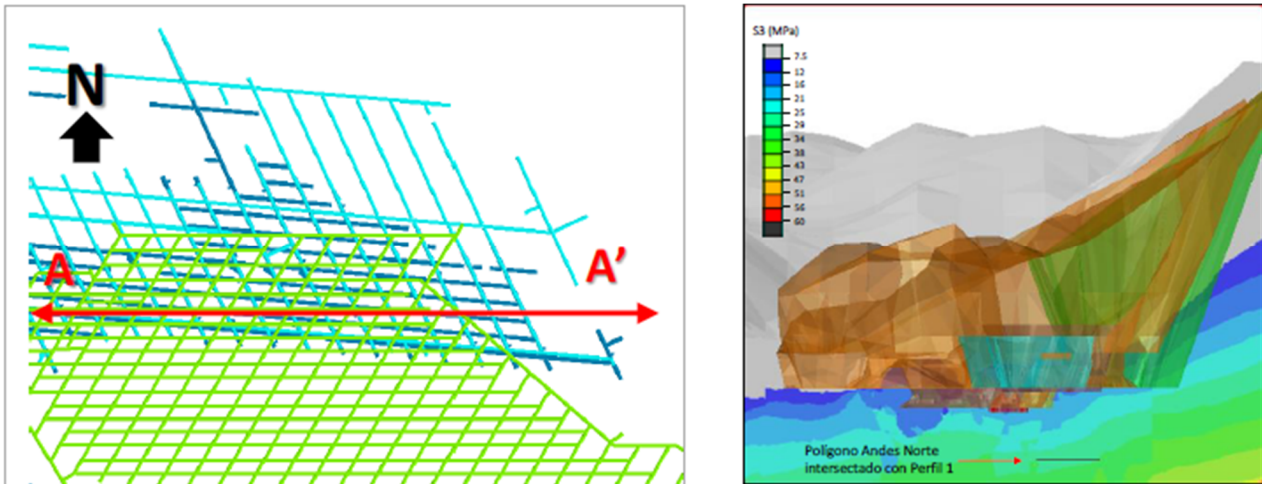 N
A
A’
S3 (MPa)
7.5
12
16
21
25
29
34
38
43
47
51
56
60
Polígono Andes Norte
intersectado con Perfil 1